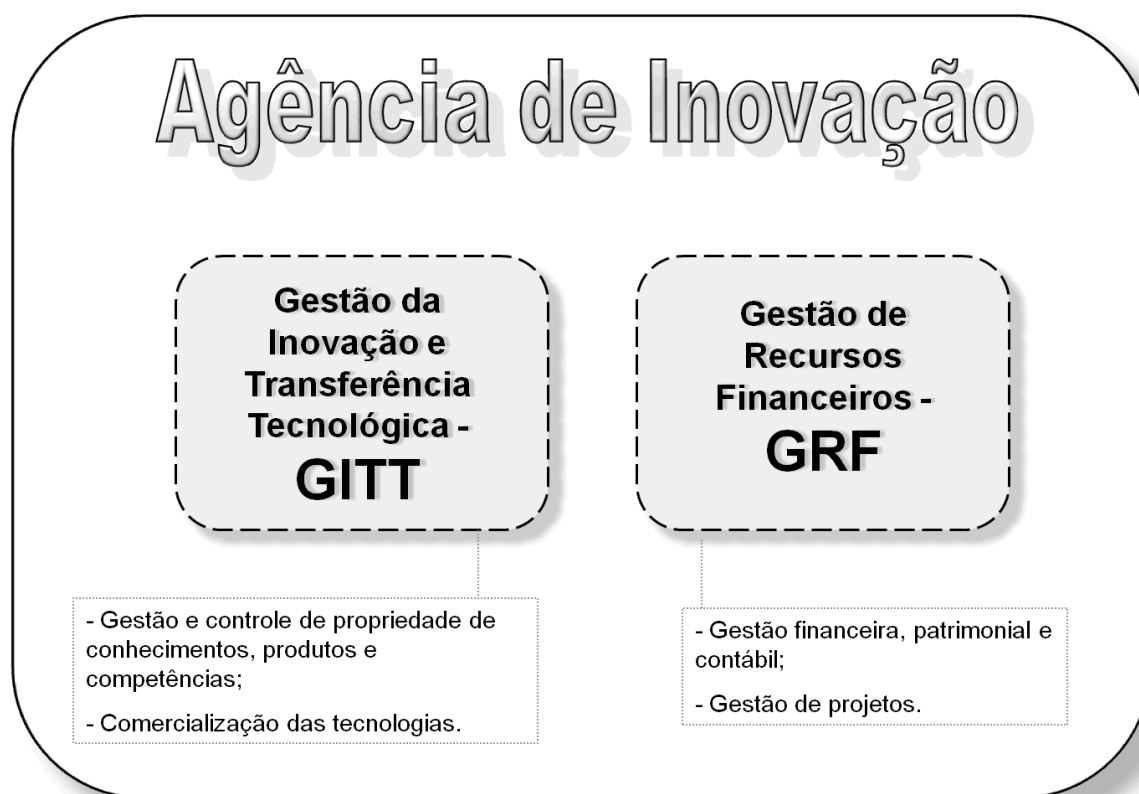 Agência de Inovação
Gestão da
Inovação e
Transferência
Tecnológica -
GITT
Gestão de
Recursos
Financeiros -
GRF
- Gestão e controle de propriedade de
conhecimentos, produtos e
competências;
- Comercialização das tecnologias.
- Gestão financeira, patrimonial e
contábil;
- Gestão de projetos.